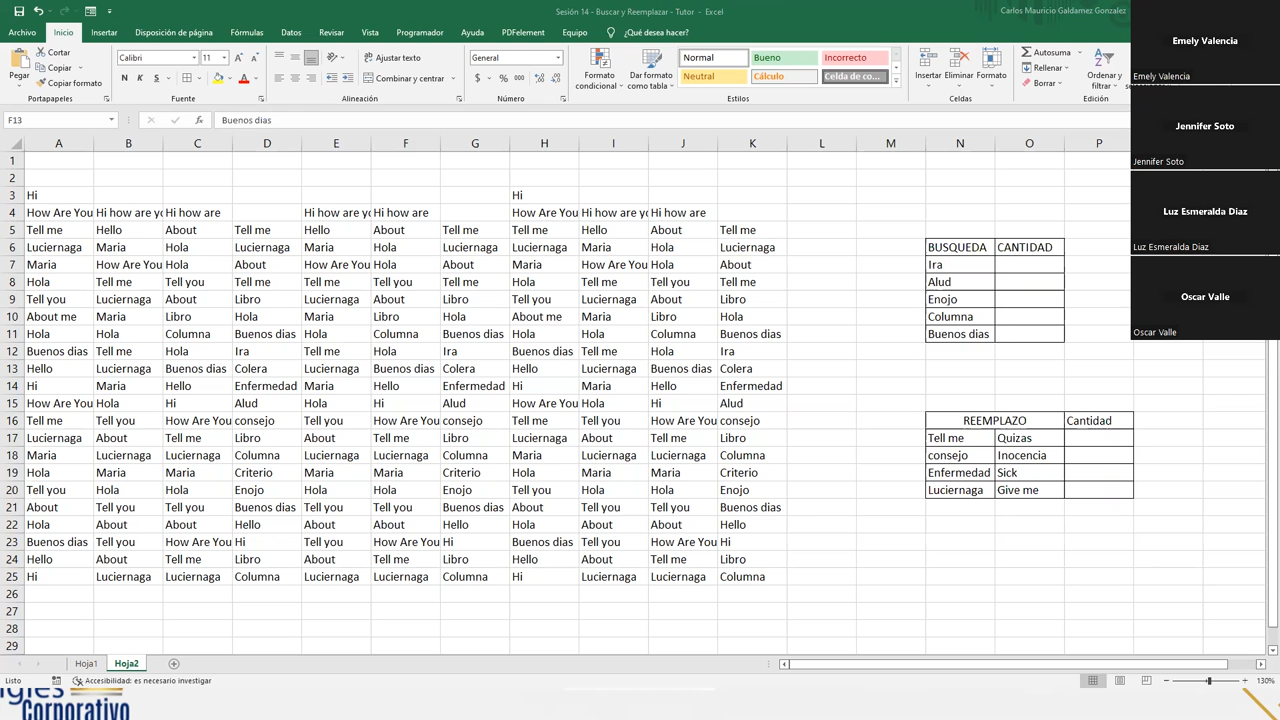 Sesión 14 - Buscar y Reemplazar - Tutor - Excel
Carlos Mauricio Galdamez Gonzalez
Archivo Inicio Insertar Disposición de página Fórmulas Datos Revisar Vista Programador Ayuda PDFelement Equipo ¿Qué desea hacer?
Pegar
Cortar
Copiar
Copiar formato
Portapapeles
Calibri 11
N K S
Fuente
Ajustar texto
Combinar y centrar
Alineación
General
$ % 000
Número
Formato condicional
Dar formato como tabla
Normal Bueno Incorrecto
Neutral Cálculo Celda de co...
Estilos
Insertar Eliminar Formato
Celdas
Autosuma
Rellenar
Borrar
Ordenar y
Edición
F13 fx Buenos dias
A B C D E F G H I J K L M N O P
1
2
3 Hi Hi
4 How Are You Hi how are yo Hi how are Hi how are yo Hi how are How Are You Hi how are yo Hi how are
5 Tell me Hello About Tell me Hello About Tell me Tell me Hello About Tell me
6 Luciernaga Maria Hola Luciernaga Maria Hola Luciernaga Luciernaga Maria Hola Luciernaga BUSQUEDA CANTIDAD
7 Maria How Are You Hola About How Are You Hola About Maria How Are You Hola About Ira
8 Hola Tell me Tell you Tell me Tell me Tell you Tell me Hola Tell me Tell you Tell me Alud
9 Tell you Luciernaga About Libro Luciernaga About Libro Tell you Luciernaga About Libro Enojo
10 About me Maria Libro Hola Maria Libro Hola About me Maria Libro Hola Columna
11 Hola Hola Columna Buenos dias Hola Columna Buenos dias Hola Hola Columna Buenos dias Buenos dias
12 Buenos dias Tell me Hola Ira Tell me Hola Ira Buenos dias Tell me Hola Ira
13 Hello Luciernaga Buenos dias Colera Luciernaga Buenos dias Colera Hello Luciernaga Buenos dias Colera
14 Hi Maria Hello Enfermedad Maria Hello Enfermedad Hi Maria Hello Enfermedad
15 How Are You Hola Hi Alud Hola Hi Alud How Are You Hola Hi Alud
16 Tell me Tell you How Are You consejo Tell you How Are You consejo Tell me Tell you How Are You consejo REEMPLAZO Cantidad
17 Luciernaga About Tell me Libro About Tell me Libro Luciernaga About Tell me Libro Tell me Quizas
18 Maria Luciernaga Luciernaga Columna Luciernaga Luciernaga Columna Maria Luciernaga Luciernaga Columna consejo Inocencia
19 Hola Maria Maria Criterio Maria Maria Criterio Hola Maria Maria Criterio Enfermedad Sick
20 Tell you Hola Hola Enojo Hola Hola Enojo Tell you Hola Hola Enojo Luciernaga Give me
21 About Tell you Tell you Buenos dias Tell you Tell you Buenos dias About Tell you Tell you Buenos dias
22 Hola About About Hello About About Hello Hola About About Hello
23 Buenos dias Tell you How Are You Hi Tell you How Are You Hi Buenos dias Tell you How Are You Hi
24 Hello About Tell me Libro About Tell me Libro Hello About Tell me Libro
25 Hi Luciernaga Luciernaga Columna Luciernaga Luciernaga Columna Hi Luciernaga Luciernaga Columna
26
27
28
29
Hoja1 Hoja2
Listo Accesibilidad: es necesario investigar 130%
Corporativo
Emely Valencia
Emely Valencia
Jennifer Soto
Jennifer Soto
Luz Esmeralda Diaz
Luz Esmeralda Diaz
Oscar Valle
Oscar Valle